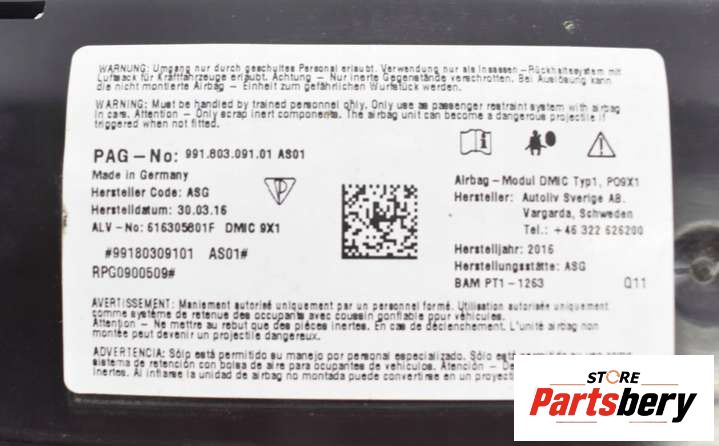 WARNUNG: Umgang nur durch geschultes Personal erlaubt. Verwendung nur als Insassen - Rückhaltesystem mit
Luftsack für Kraftfahrzeuge erlaubt. Achtung - Nur inerte Gegenstände verschrotten. Bei Auslösung kann
die nicht montierte Airbag - Einheit zum gefährlichen Wurfstück werden.
WARNING: Must be handled by trained personnel only. Only use as passenger restraint system with airbag
in cars. Attention - Only scrap inert components. The airbag unit can become a dangerous projectile if
triggered when not fitted.
PAG-No: 991.803.091.01 AS01
Made in Germany
Hersteller Code: ASG
Herstelldatum: 30.03.16
ALV-No: 616305601F DMIC 9X1
#99180309101 AS01#
RPG0900509#
Airbag-Modul DMIC Typ1, PO9X1
Hersteller: Autoliv Sverige AB.
Vargarda, Schweden
Tel.: +46 322 626200
Herstelljahr: 2016
Herstellungsstätte: ASG
BAM PT1-1263 Q11
AVERTISSEMENT: Maniement autorisé uniquement par un personnel formé. Utilisation autorisée uniquement
comme système de retenue des occupants avec coussin gonflable pour véhicules.
Attention - Ne mettre au rebut que des pièces inertes. En cas de déclenchement. L'unité airbag non
montée peut devenir un projectile dangereux.
ADVERTENCIA: Sólo está permitido su manejo por personal especializado. Sólo está permitido su uso como
sistema de retención con bolsa de aire para ocupantes de vehículos. Atención - De
inertes. Al inflarse la unidad de airbag no montada puede convertirse en un proyecti
STORE
Partsbery